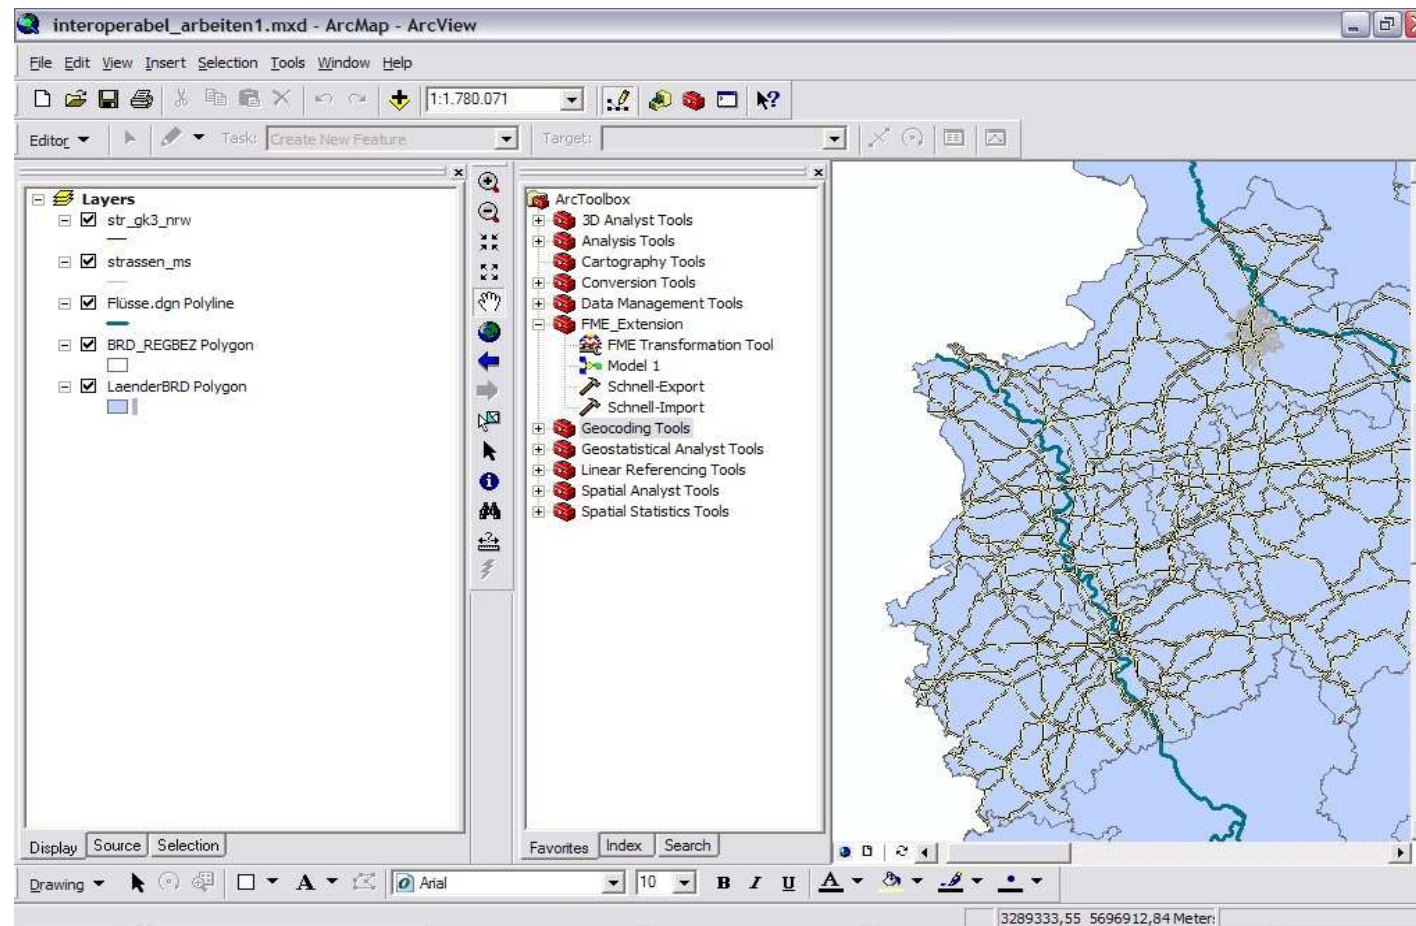 interoperabel_arbeiten1.mxd - ArcMap - ArcView
File Edit View Insert Selection Tools Window Help
1:1.780.071
Editor Task: Create New Feature Target:
Layers
str_gk3_nrw
strassen_ms
Flüsse.dgn Polyline
BRD_REGBEZ Polygon
LaenderBRD Polygon
Display Source Selection
ArcToolbox
3D Analyst Tools
Analysis Tools
Cartography Tools
Conversion Tools
Data Management Tools
FME_Extension
FME Transformation Tool
Model 1
Schnell-Export
Schnell-Import
Geocoding Tools
Geostatistical Analyst Tools
Linear Referencing Tools
Spatial Analyst Tools
Spatial Statistics Tools
Favorites Index Search
Drawing A Arial 10 B I U A
3289333,55 5696912,84 Meters